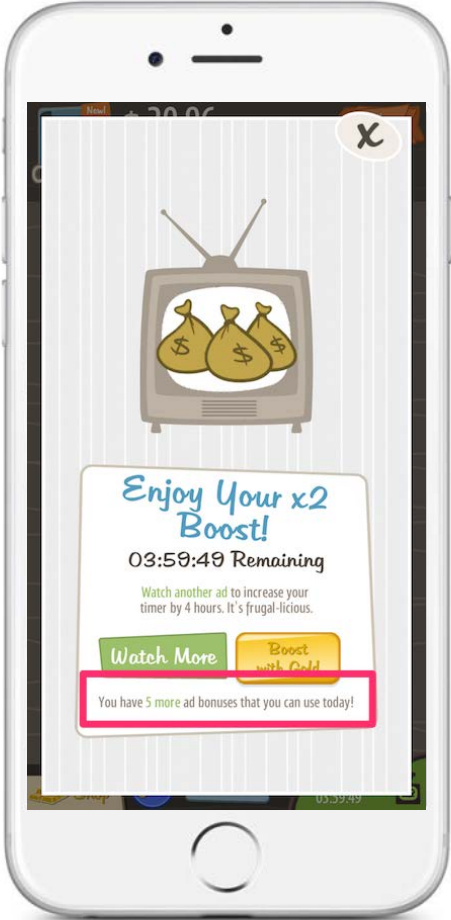 New!
X
Enjoy Your x2
Boost!
03:59:49 Remaining
Watch another ad to increase your
timer by 4 hours. It's frugal-licious.
Watch More
Boost
with Gold
You have 5 more ad bonuses that you can use today!
03:59:49